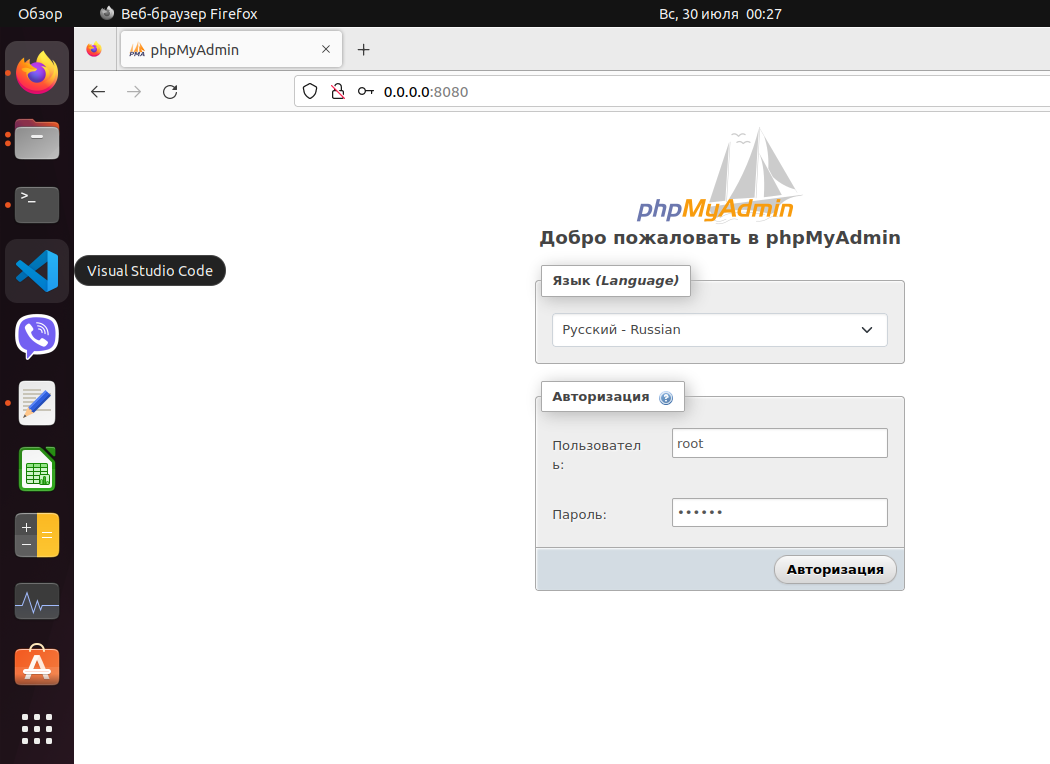 Обзор
Веб-браузер Firefox
Вс, 30 июля 00:27
phpMyAdmin
0.0.0.0:8080
phpMyAdmin
Добро пожаловать в phpMyAdmin
Visual Studio Code
Язык (Language)
Русский - Russian
Авторизация
Пользовател
ь:
root
Пароль:
••••••
Авторизация